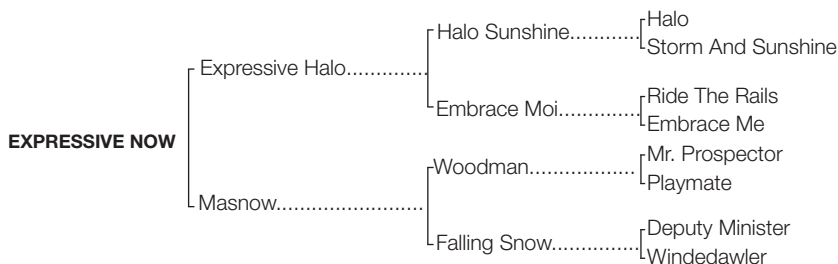 Halo
Halo Sunshine............
Storm And Sunshine
Expressive Halo..............
Ride The Rails
Embrace Moi..............
Embrace Me
EXPRESSIVE NOW
Mr. Prospector
Woodman..................
Playmate
Masnow.........................
Deputy Minister
Falling Snow...............
Windedawler